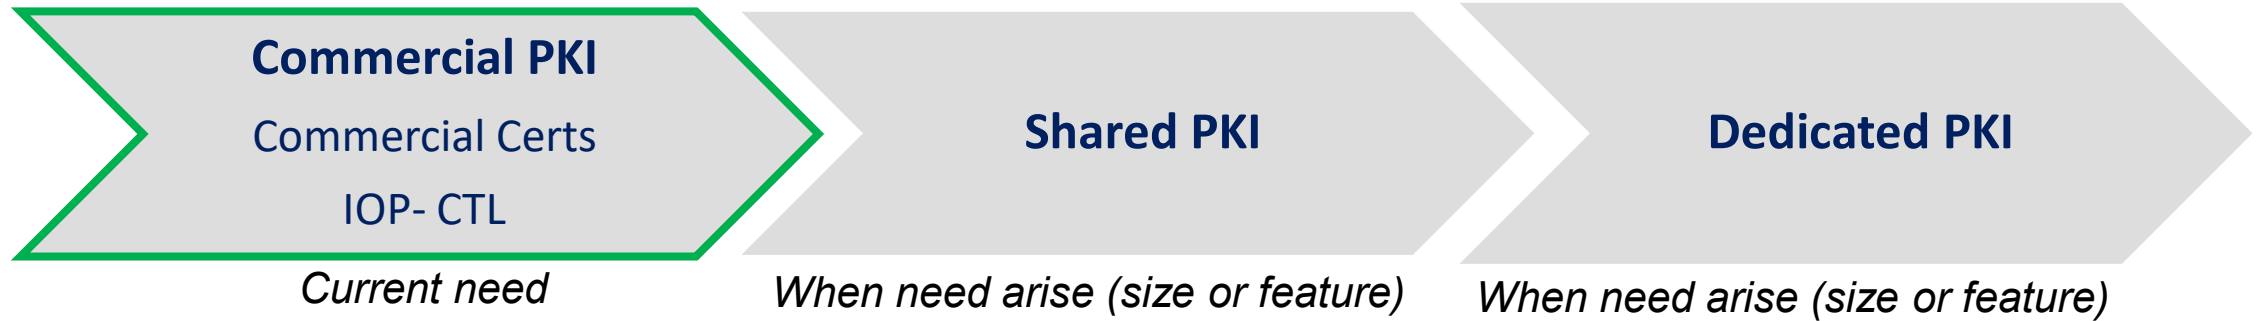 Commercial PKI
Commercial Certs
IOP- CTL
Current need
Shared PKI
When need arise (size or feature)
Dedicated PKI
When need arise (size or feature)